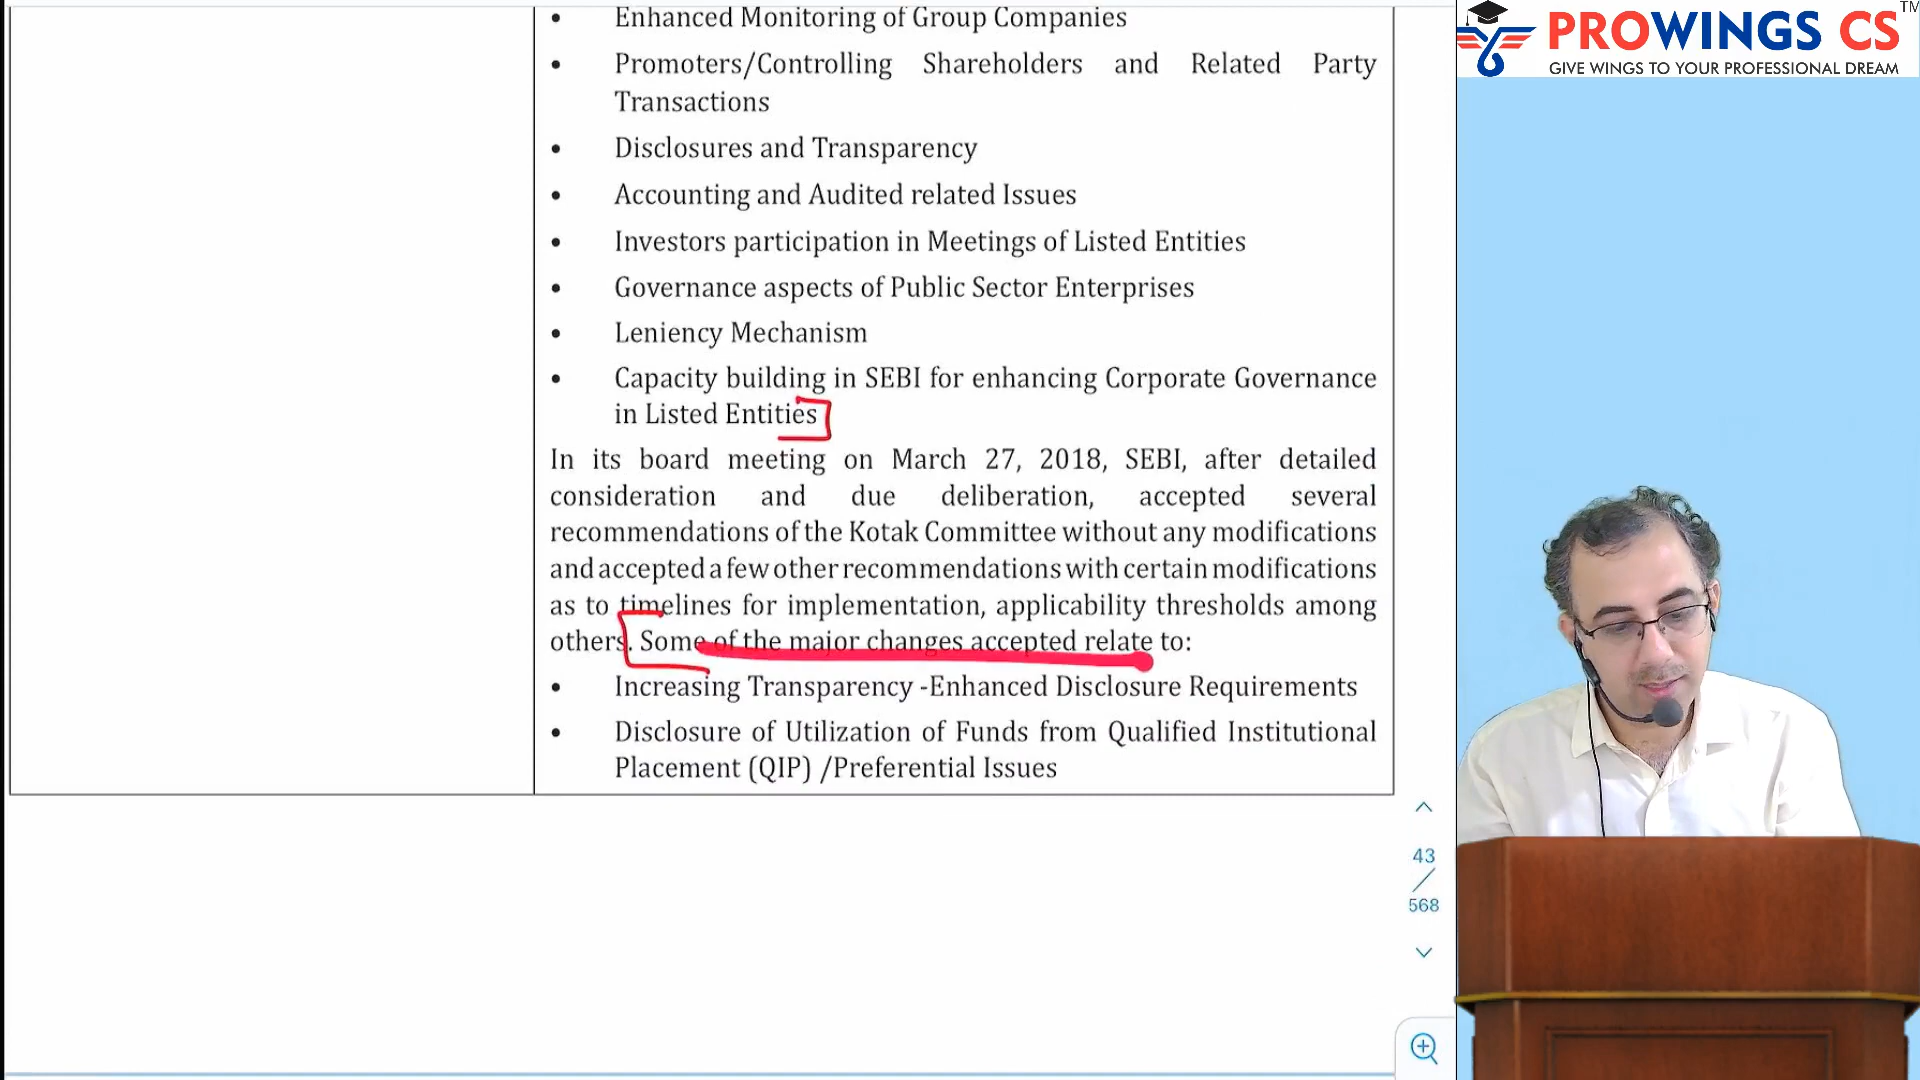 • Enhanced Monitoring of Group Companies
• Promoters/Controlling Shareholders and Related Party
Transactions
• Disclosures and Transparency
• Accounting and Audited related Issues
• Investors participation in Meetings of Listed Entities
• Governance aspects of Public Sector Enterprises
• Leniency Mechanism
• Capacity building in SEBI for enhancing Corporate Governance
in Listed Entities
In its board meeting on March 27, 2018, SEBI, after detailed
consideration and due deliberation, accepted several
recommendations of the Kotak Committee without any modifications
and accepted a few other recommendations with certain modifications
as to timelines for implementation, applicability thresholds among
others. Some of the major changes accepted relate to:
• Increasing Transparency -Enhanced Disclosure Requirements
• Disclosure of Utilization of Funds from Qualified Institutional
Placement (QIP) /Preferential Issues
43
568
PROWINGS CS TM
GIVE WINGS TO YOUR PROFESSIONAL DREAM